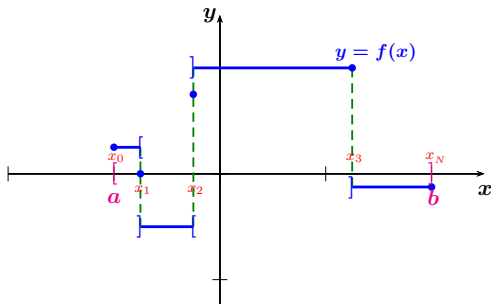 y
y = f(x)
x₀
x₃
x_N
x₁
x₂
x
a
b